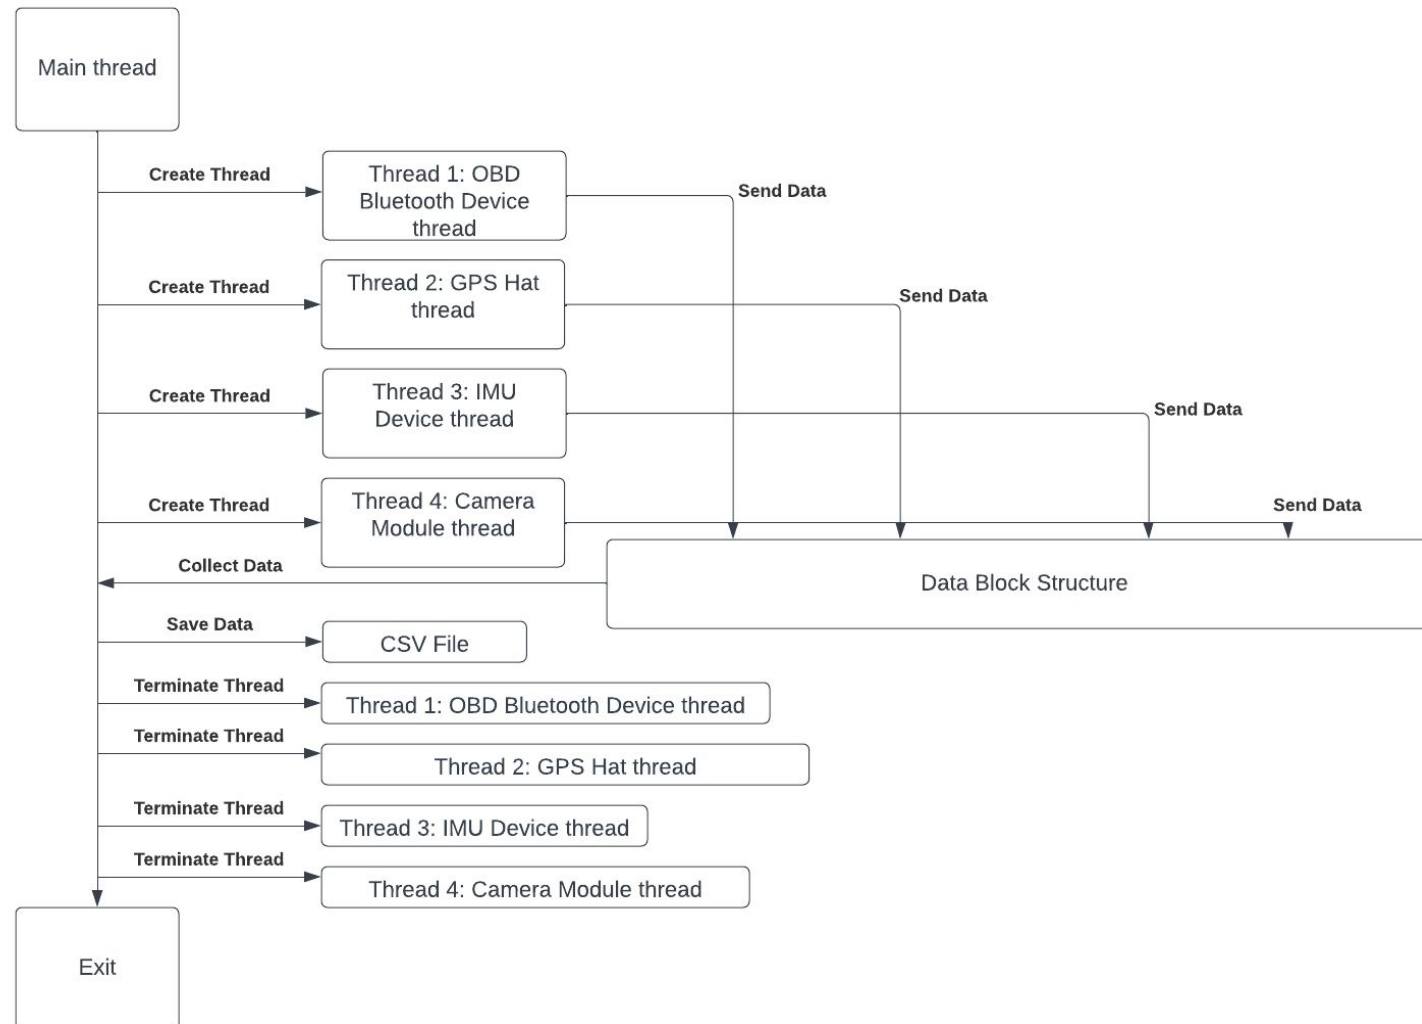 Main thread
Create Thread
Thread 1: OBD
Bluetooth Device
thread
Send Data
Create Thread
Thread 2: GPS Hat
thread
Send Data
Create Thread
Thread 3: IMU
Device thread
Send Data
Create Thread
Thread 4: Camera
Module thread
Send Data
Collect Data
Data Block Structure
Save Data
CSV File
Terminate Thread
Thread 1: OBD Bluetooth Device thread
Terminate Thread
Thread 2: GPS Hat thread
Terminate Thread
Thread 3: IMU Device thread
Terminate Thread
Thread 4: Camera Module thread
Exit